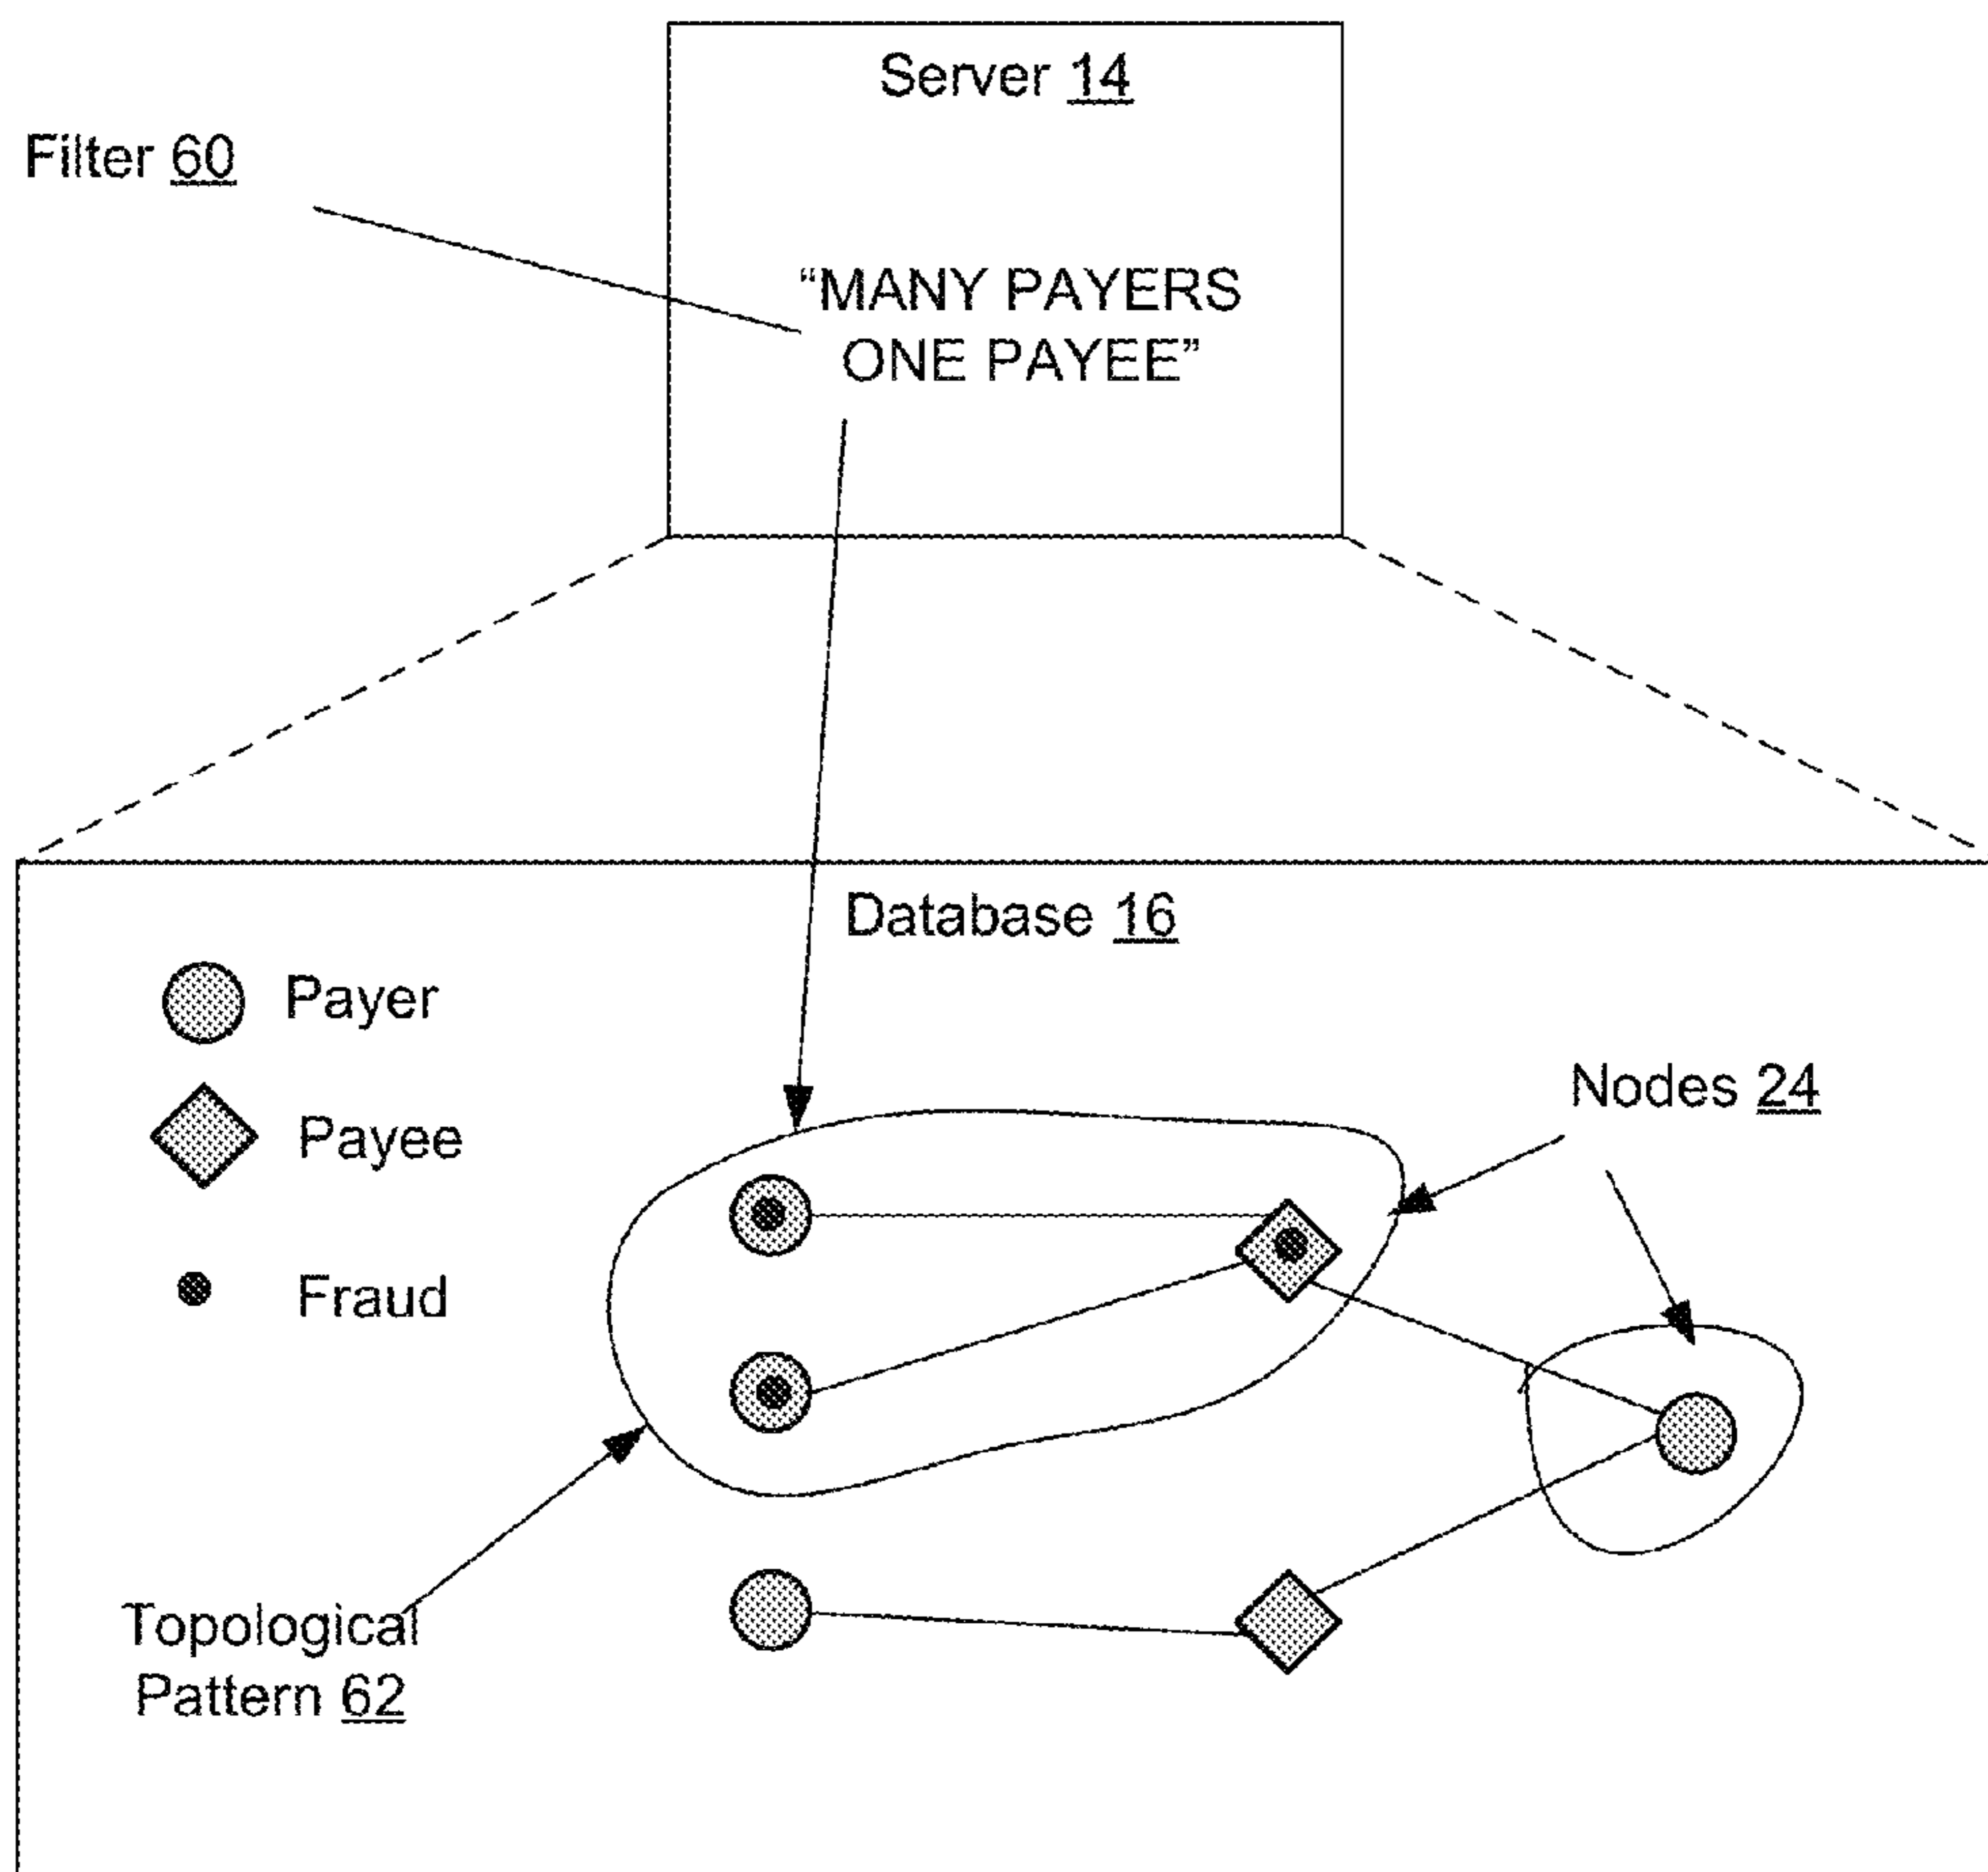 Server 14
Filter 60
“MANY PAYERS
ONE PAYEE”
Database 16
Payer
Payee
Fraud
Nodes 24
Topological
Pattern 62